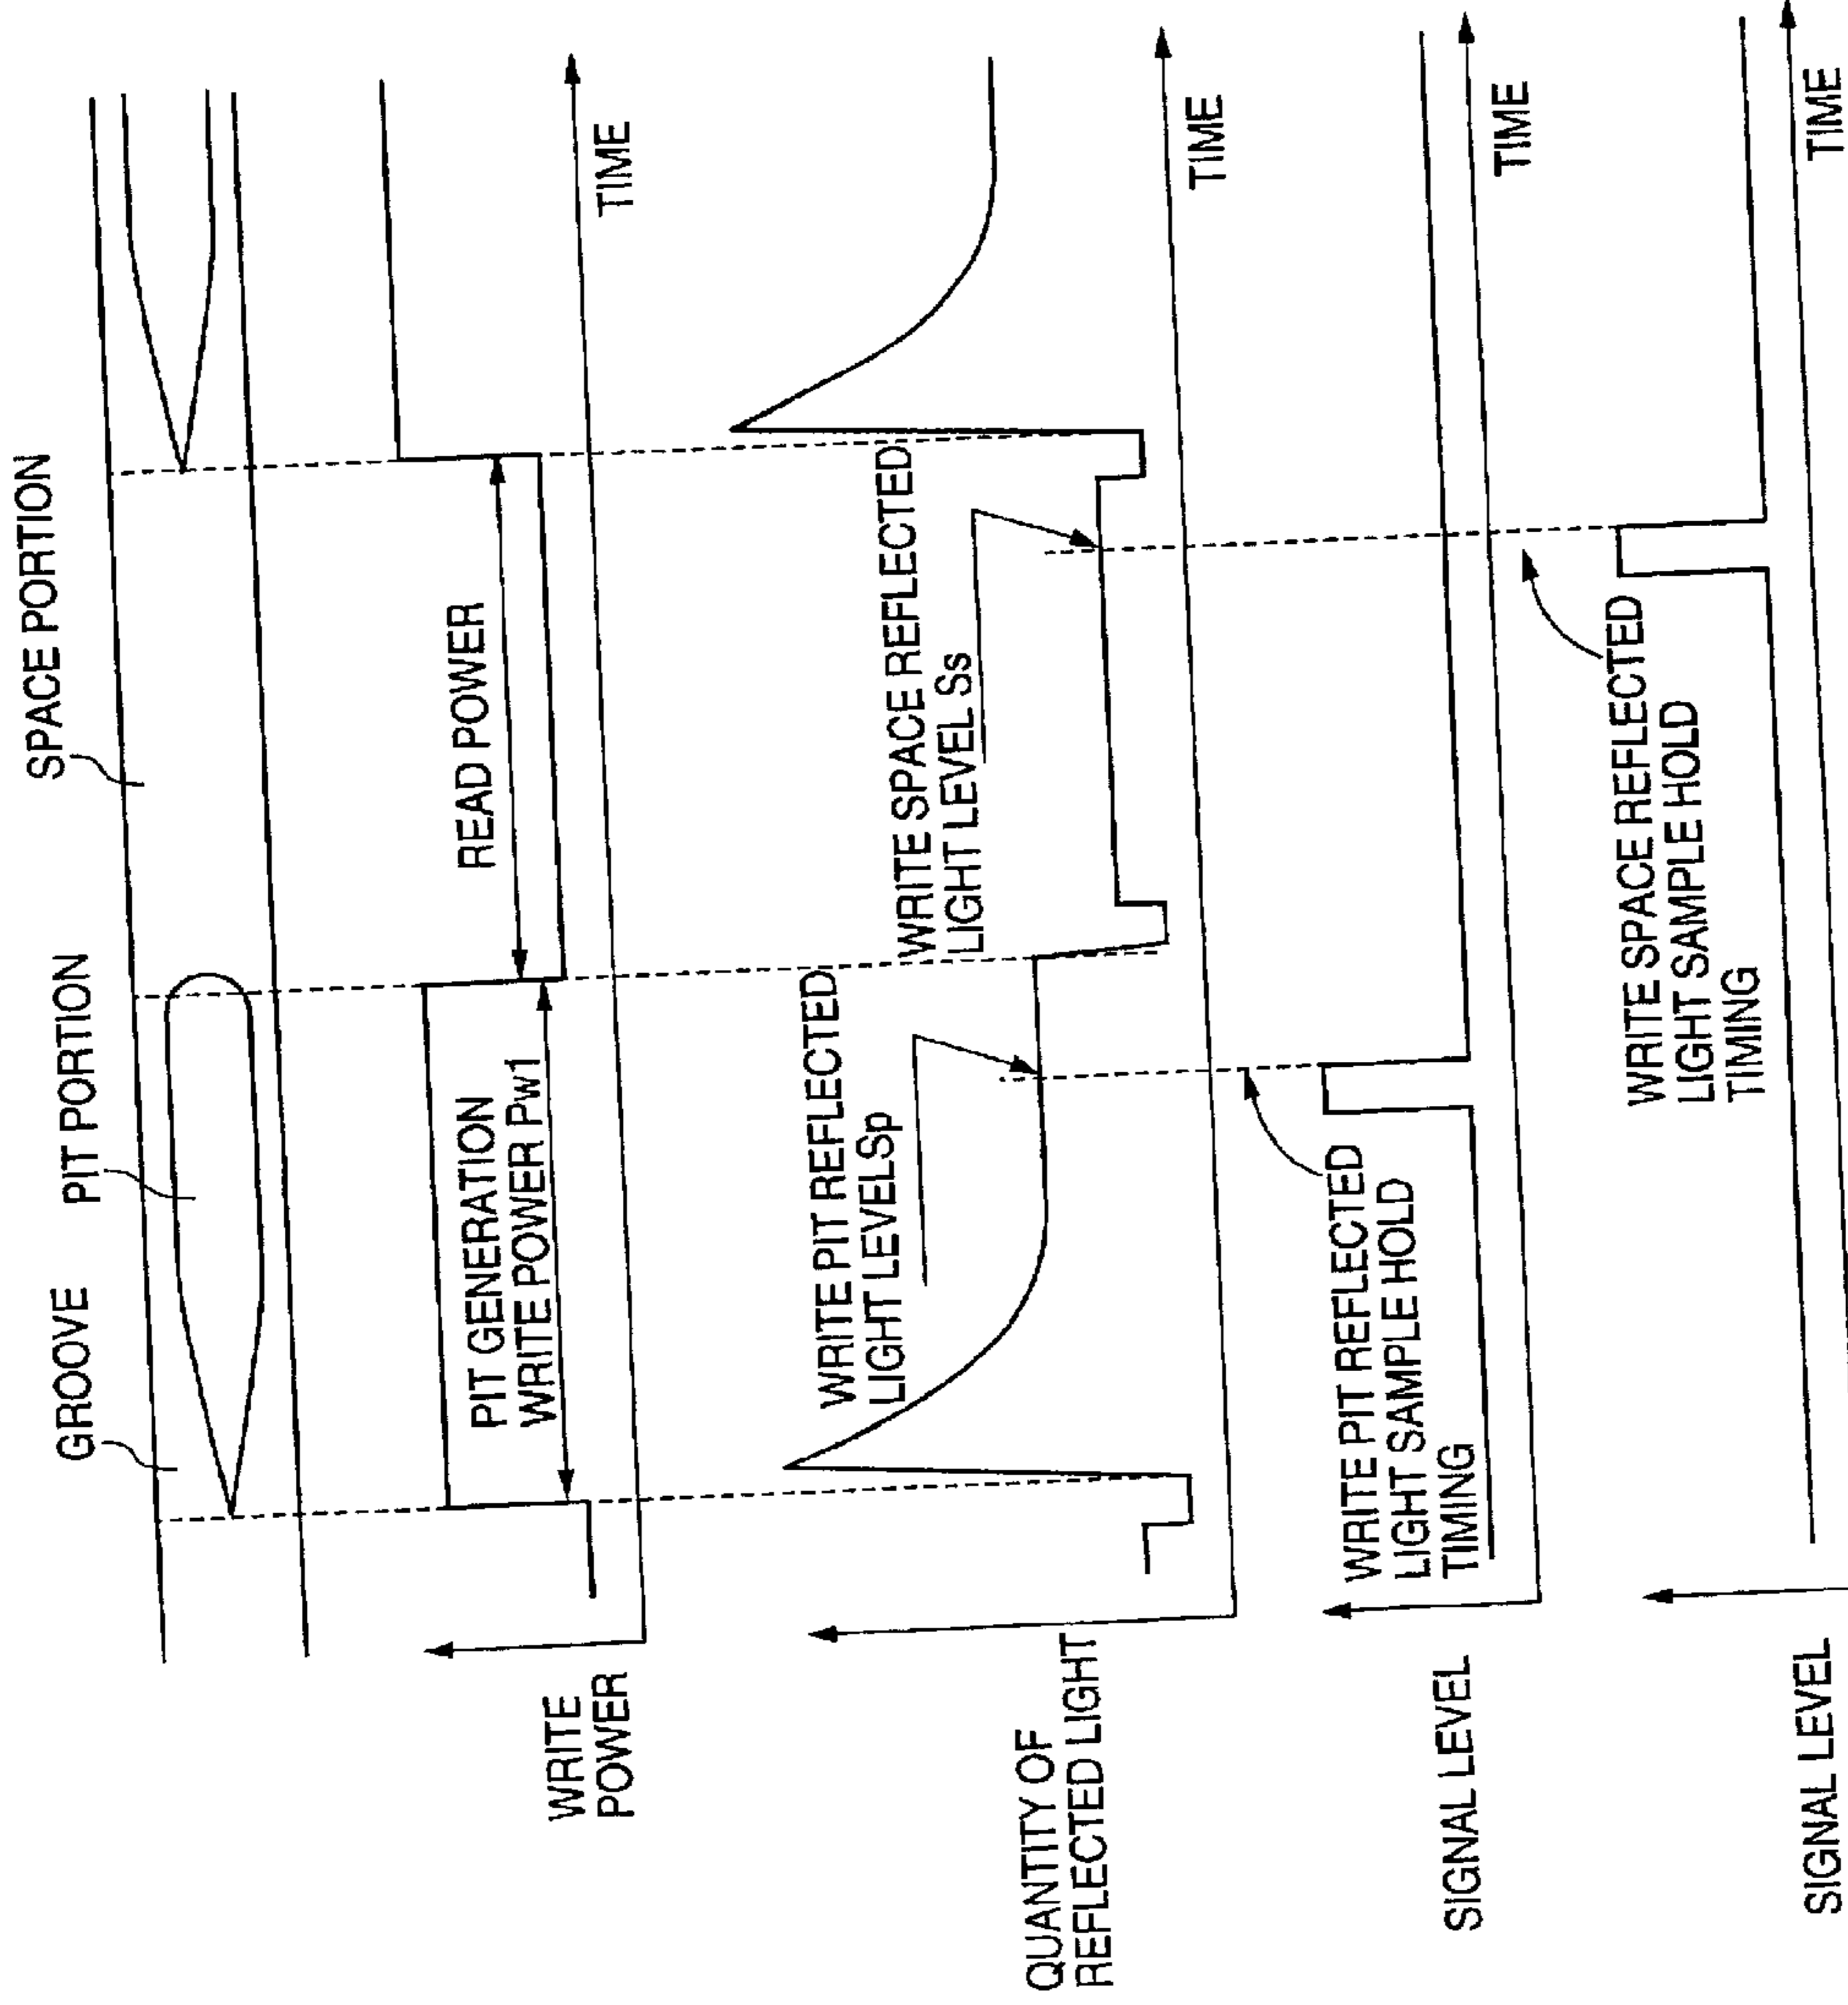 GROOVE
PIT PORTION
SPACE PORTION
WRITE
POWER
PIT GENERATION
WRITE POWER Pw1
READ POWER
TIME
QUANTITY OF
REFLECTED LIGHT
WRITE PIT REFLECTED
LIGHT LEVELSp
WRITE SPACE REFLECTED
LIGHT LEVEL Ss
TIME
SIGNAL LEVEL
WRITE PIT REFLECTED
LIGHT SAMPLE HOLD
TIMING
TIME
SIGNAL LEVEL
WRITE SPACE REFLECTED
LIGHT SAMPLE HOLD
TIMING
TIME